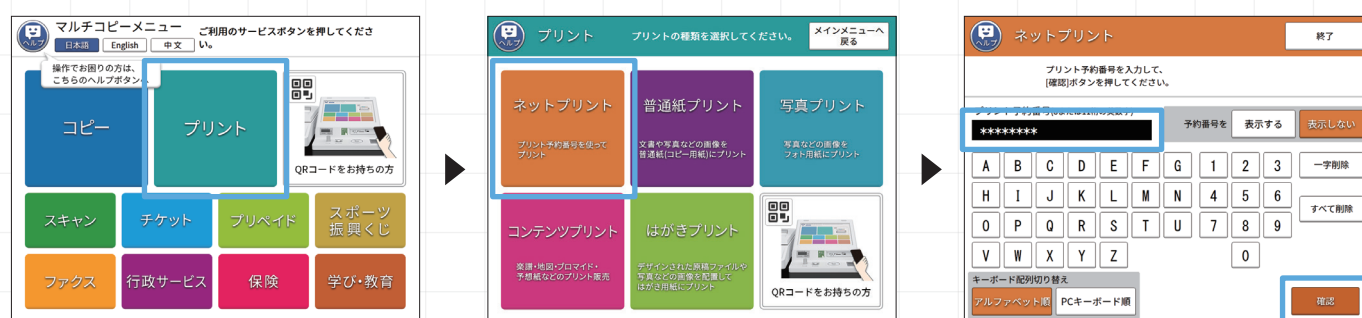 マルチコピーメニュー
ご利用のサービスボタンを押してくださ
い。
ヘルプ
日本語
English
中文
操作でお困りの方は、
こちらのヘルプボタンへ
コピー
プリント
QRコードをお持ちの方
スキャン
チケット
プリペイド
スポーツ
振興くじ
ファクス
行政サービス
保険
学び・教育
ヘルプ
プリント
プリントの種類を選択してください。
メインメニューへ
戻る
ネットプリント
プリント予約番号を使って
プリント
普通紙プリント
文書や写真などの画像を
普通紙(コピー用紙)にプリント
写真プリント
写真などの画像を
フォト用紙にプリント
コンテンツプリント
楽譜・地図・ブロマイド・
予想紙などのプリント販売
はがきプリント
デザインされた原稿ファイルや
写真などの画像を配置して
はがき用紙にプリント
QRコードをお持ちの方
ヘルプ
ネットプリント
終了
プリント予約番号を入力して、
[確認]ボタンを押してください。
********
予約番号を
表示する
表示しない
A B C D E F G 1 2 3
一字削除
H I J K L M N 4 5 6
すべて削除
O P Q R S T U 7 8 9
V W X Y Z 0
キーボード配列切り替え
アルファベット順
PCキーボード順
確認